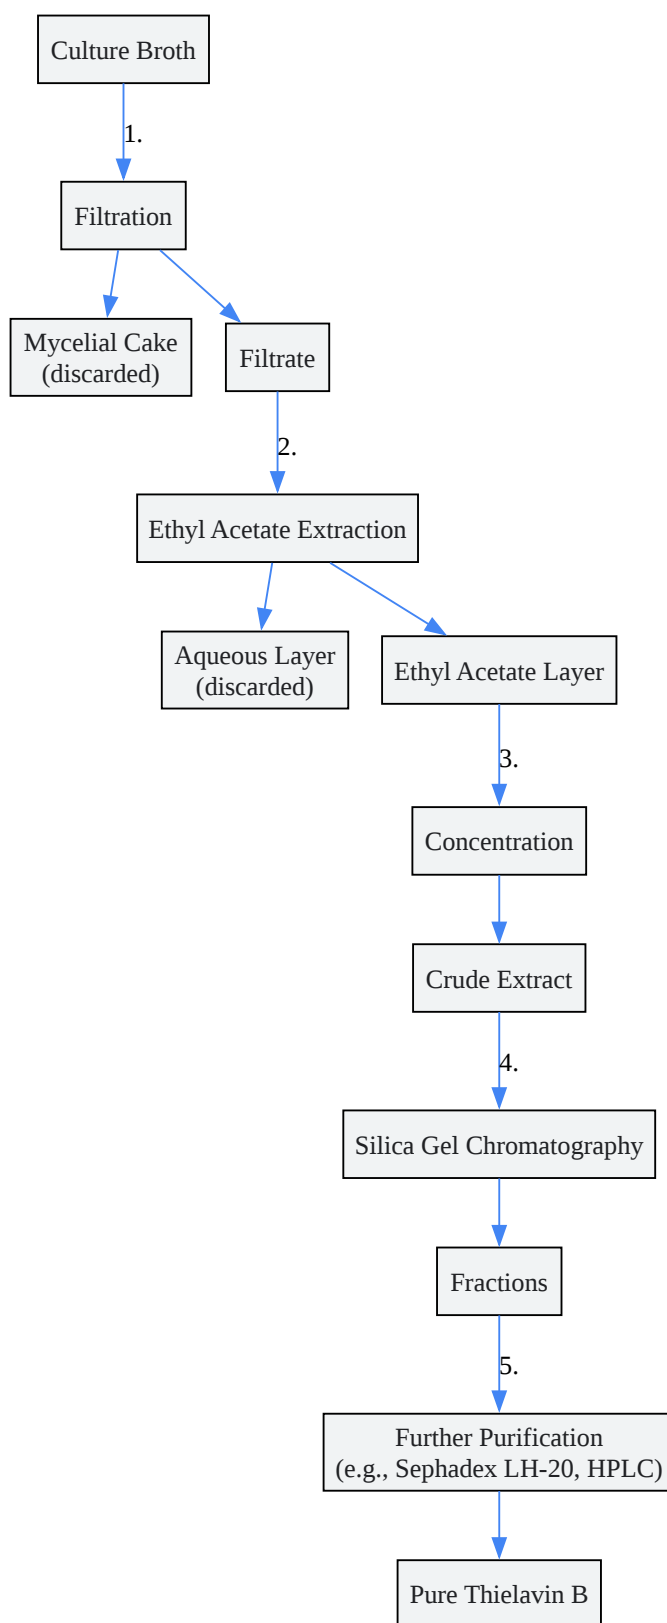 Culture Broth
1.
Filtration
Mycelial Cake
(discarded)
Filtrate
2.
Ethyl Acetate Extraction
Aqueous Layer
(discarded)
Ethyl Acetate Layer
3.
Concentration
Crude Extract
4.
Silica Gel Chromatography
Fractions
5.
Further Purification
(e.g., Sephadex LH-20, HPLC)
Pure Thielavin B